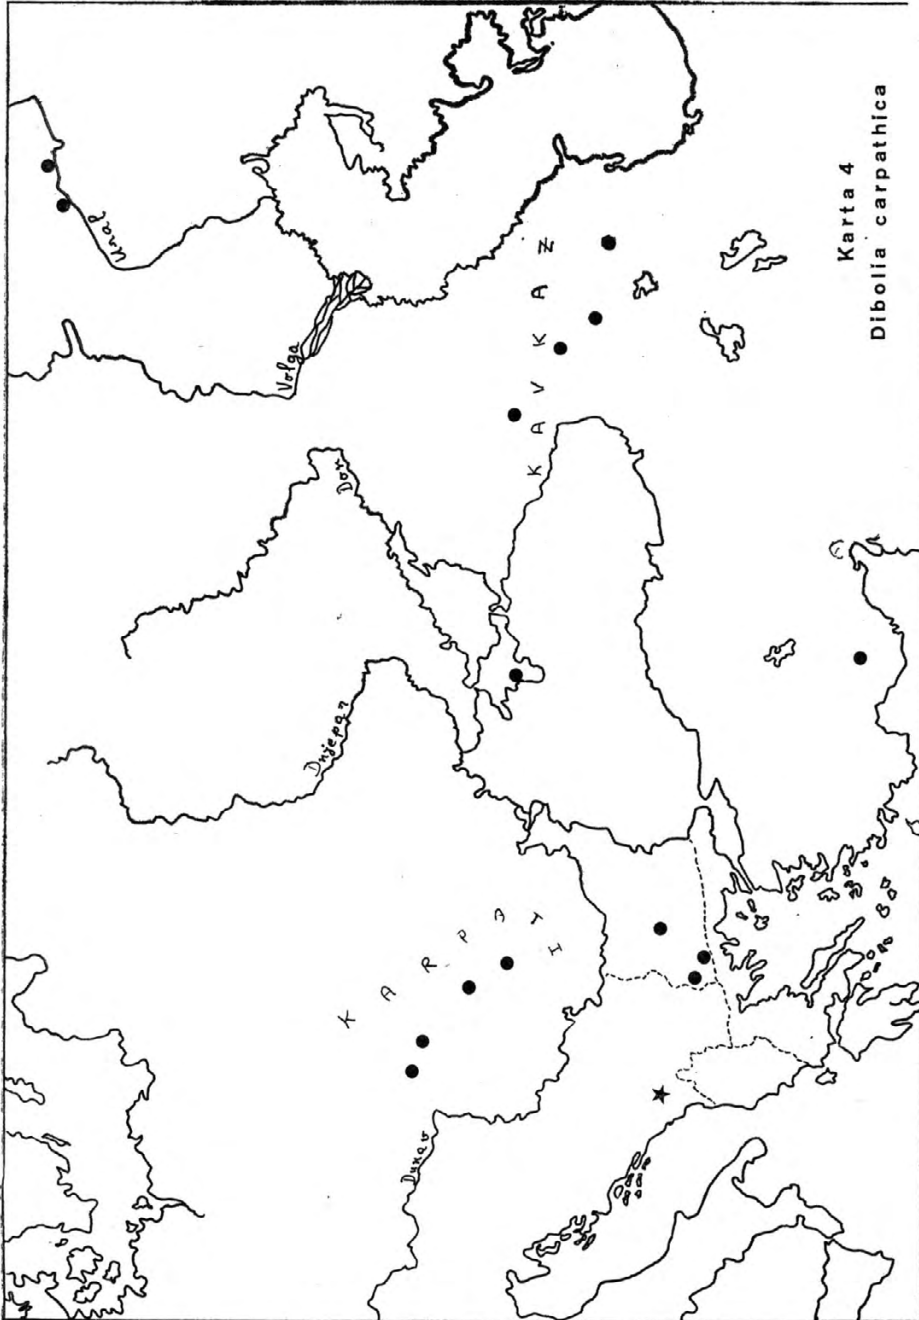 Karta 4
Dibolia carpathica
Ural
Volga
Don
Dnjepar
KAVKAZ
KARPATI
Dunav